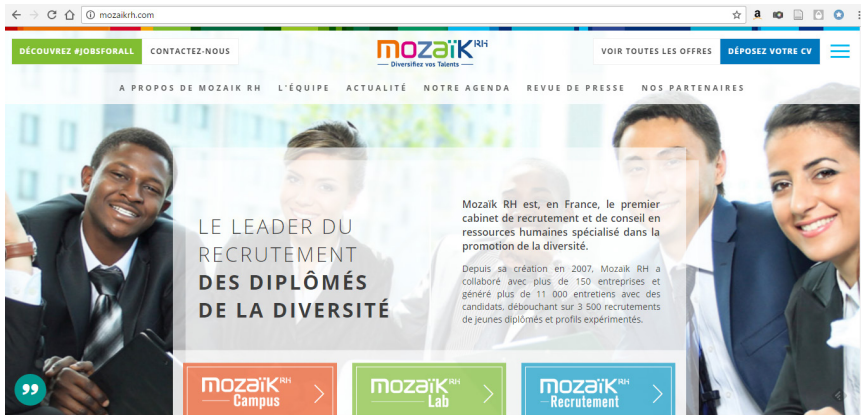 mozaikrh.com
DÉCOUVREZ #JOBSFORALL
CONTACTEZ-NOUS
mozaïK RH
Diversifiez vos Talents
VOIR TOUTES LES OFFRES
DÉPOSEZ VOTRE CV
A PROPOS DE MOZAIK RH
L'ÉQUIPE
ACTUALITÉ
NOTRE AGENDA
REVUE DE PRESSE
NOS PARTENAIRES
LE LEADER DU
RECRUTEMENT
DES DIPLÔMÉS
DE LA DIVERSITÉ
Mozaïk RH est, en France, le premier
cabinet de recrutement et de conseil en
ressources humaines spécialisé dans la
promotion de la diversité.
Depuis sa création en 2007, Mozaik RH a
collaboré avec plus de 150 entreprises et
généré plus de 11 000 entretiens avec des
candidats, débouchant sur 3 500 recrutements
de jeunes diplômés et profils expérimentés.
mozaïK RH
Campus
mozaïK RH
Lab
mozaïK RH
Recrutement